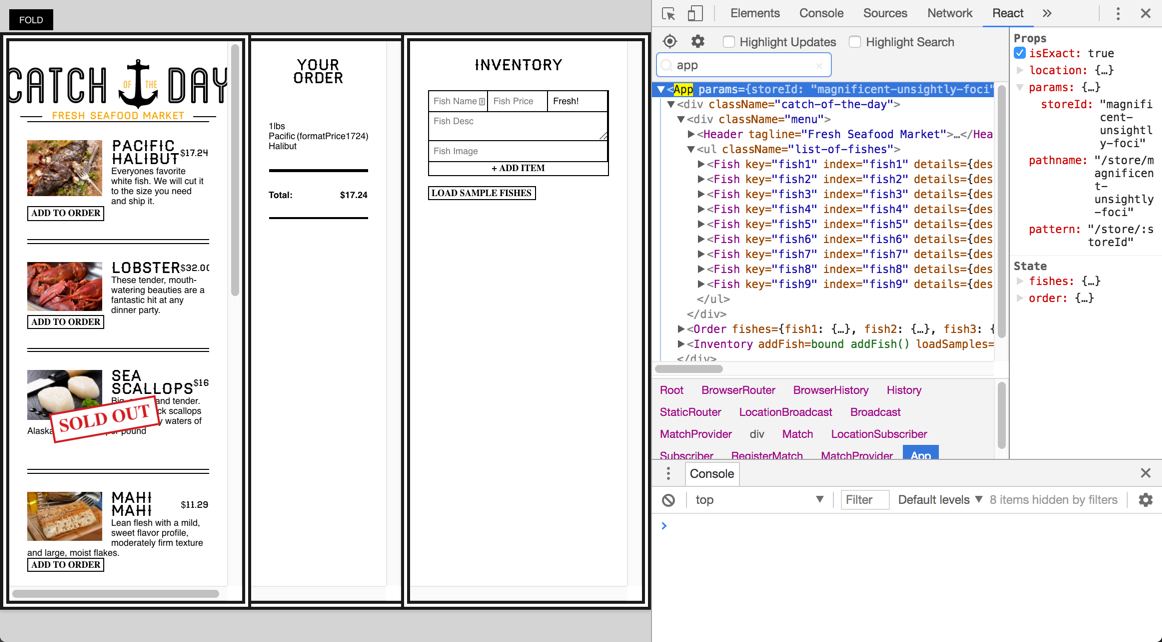 FOLD
CATCH OF THE DAY
FRESH SEAFOOD MARKET
PACIFIC
HALIBUT $17.24
Everyones favorite
white fish. We will cut it
to the size you need
and ship it.
ADD TO ORDER
LOBSTER $32.00
These tender, mouth-
watering beauties are a
fantastic hit at any
dinner party.
ADD TO ORDER
SEA
SCALLOPS $16
and tender.
scallops
waters of
pound
SOLD OUT
MAHI
MAHI $11.29
Lean flesh with a mild,
sweet flavor profile,
moderately firm texture
and large, moist flakes.
ADD TO ORDER
YOUR
ORDER
1lbs
Pacific (formatPrice1724)
Halibut
Total: $17.24
INVENTORY
Fish Name Fish Price Fresh!
Fish Desc
Fish Image
+ ADD ITEM
LOAD SAMPLE FISHES
Elements Console Sources Network React »
Highlight Updates Highlight Search
app
<App params={storeId: "magnificent-unsightly-foci"
<div className="catch-of-the-day">
<div className="menu">
<Header tagline="Fresh Seafood Market">…</Hea
<ul className="list-of-fishes">
<Fish key="fish1" index="fish1" details={des
<Fish key="fish2" index="fish2" details={des
<Fish key="fish3" index="fish3" details={des
<Fish key="fish4" index="fish4" details={des
<Fish key="fish5" index="fish5" details={des
<Fish key="fish6" index="fish6" details={des
<Fish key="fish7" index="fish7" details={des
<Fish key="fish8" index="fish8" details={des
<Fish key="fish9" index="fish9" details={des
</ul>
</div>
<Order fishes={fish1: {…}, fish2: {…}, fish3: {
<Inventory addFish=bound addFish() loadSamples=
</div>
Root BrowserRouter BrowserHistory History
StaticRouter LocationBroadcast Broadcast
MatchProvider div Match LocationSubscriber
Subscriber RegisterMatch MatchProvider App
Props
isExact: true
location: {…}
params: {…}
storeId: "magnifi
cent-
unsightl
y-foci"
pathname: "/store/m
agnificen
t-
unsightly
-foci"
pattern: "/store/:s
toreId"
State
fishes: {…}
order: {…}
Console
top Filter Default levels 8 items hidden by filters